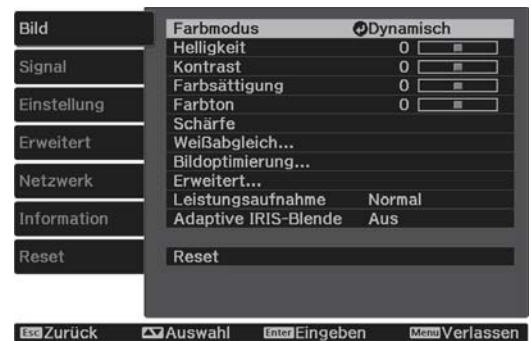 Bild
Signal
Einstellung
Erweitert
Netzwerk
Information
Reset
Farbmodus Dynamisch
Helligkeit 0
Kontrast 0
Farbsättigung 0
Farbton 0
Schärfe
Weißabgleich...
Bildoptimierung...
Erweitert...
Leistungsaufnahme Normal
Adaptive IRIS-Blende Aus
Reset
Esc Zurück Auswahl Enter Eingeben Menu Verlassen